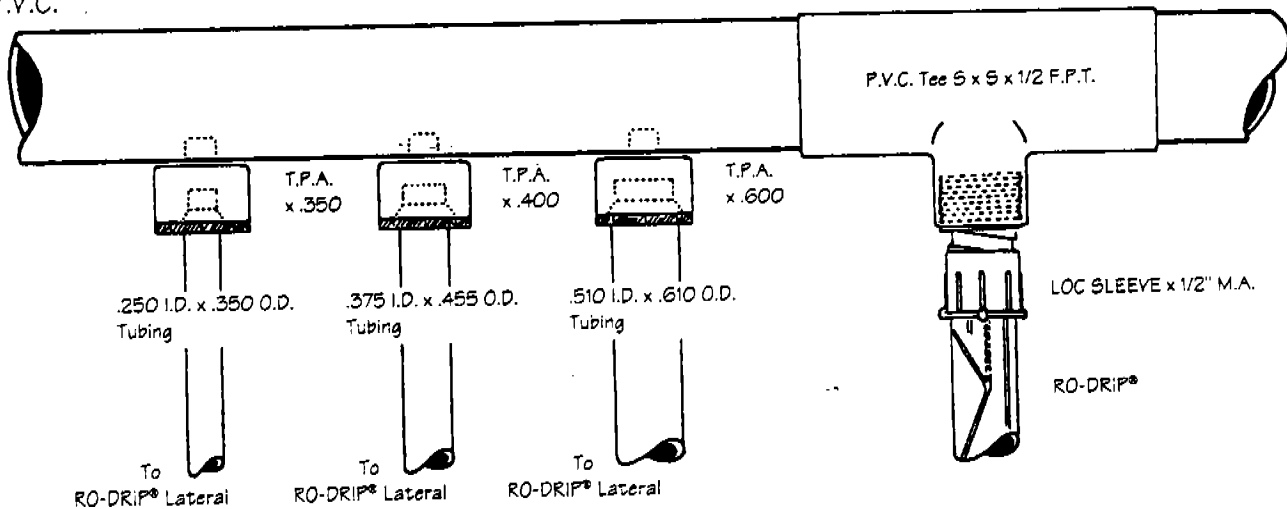 P.V.C.
P.V.C. Tee S x S x 1/2 F.P.T.
T.P.A.
x .350
T.P.A.
x .400
T.P.A.
x .600
.250 I.D. x .350 O.D.
Tubing
.375 I.D. x .455 O.D.
Tubing
.510 I.D. x .610 O.D.
Tubing
LOC SLEEVE x 1/2" M.A.
RO-DRIP®
To
RO-DRIP® Lateral
To
RO-DRIP® Lateral
To
RO-DRIP® Lateral